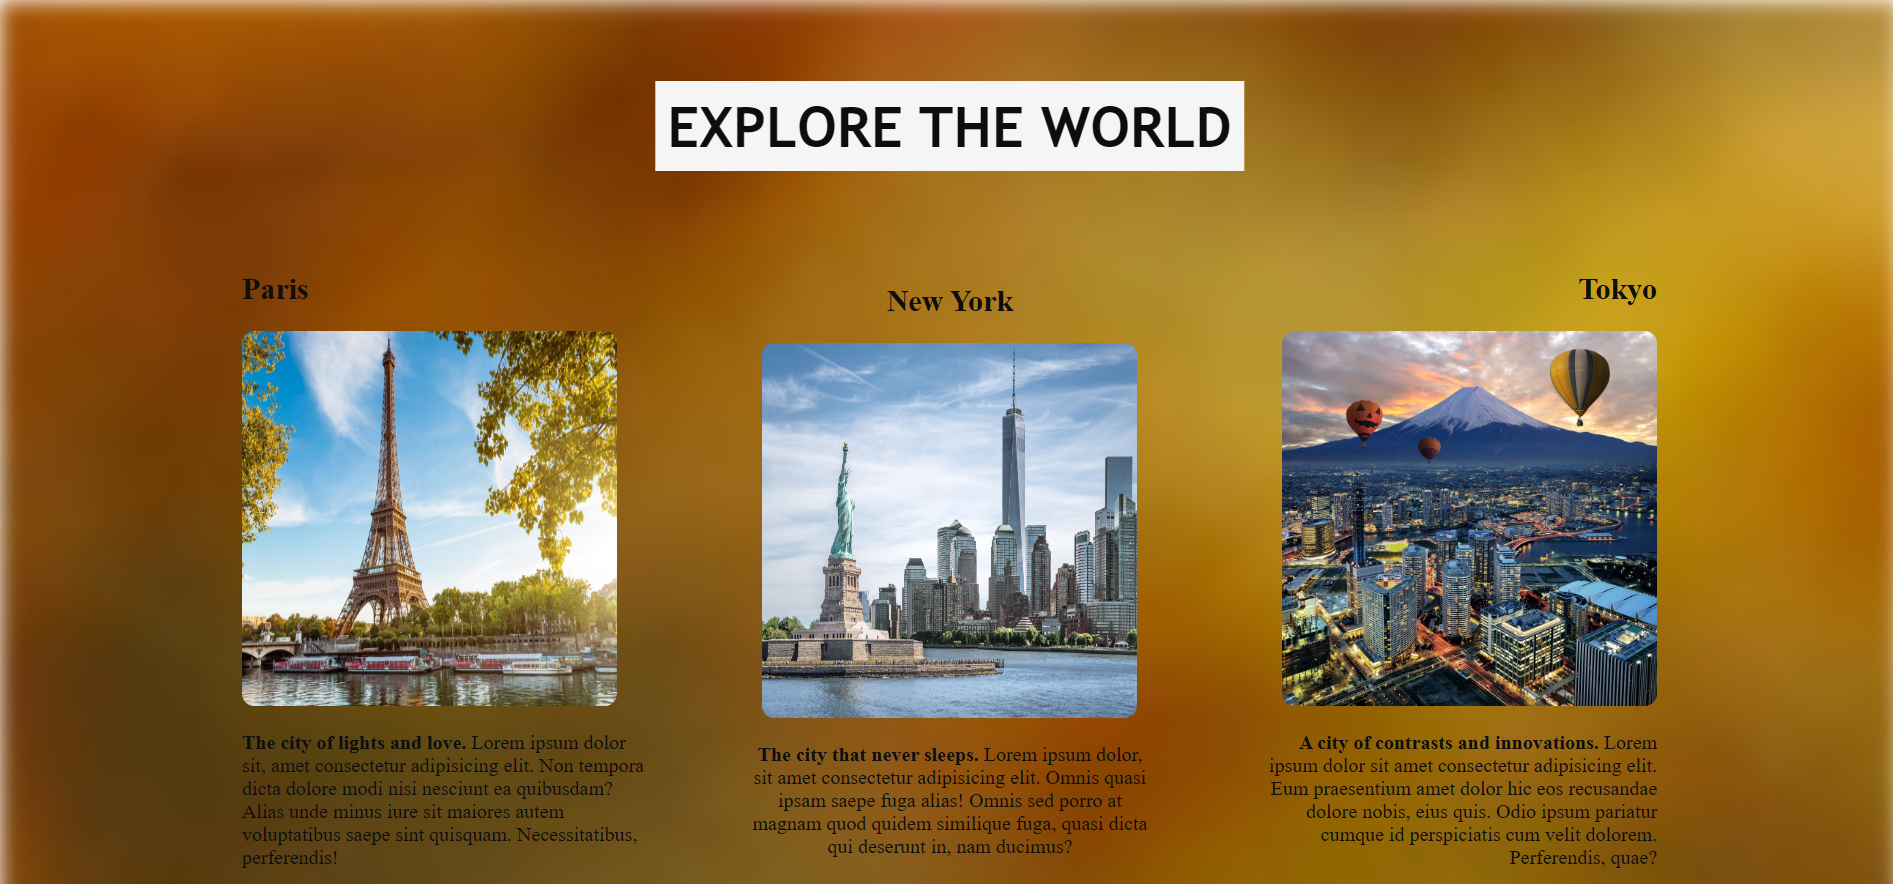 EXPLORE THE WORLD
Paris
The city of lights and love. Lorem ipsum dolor
sit, amet consectetur adipisicing elit. Non tempora
dicta dolore modi nisi nesciunt ea quibusdam?
Alias unde minus iure sit maiores autem
voluptatibus saepe sint quisquam. Necessitatibus,
perferendis!
New York
The city that never sleeps. Lorem ipsum dolor,
sit amet consectetur adipisicing elit. Omnis quasi
ipsam saepe fuga alias! Omnis sed porro at
magnam quod quidem similique fuga, quasi dicta
qui deserunt in, nam ducimus?
Tokyo
A city of contrasts and innovations. Lorem
ipsum dolor sit amet consectetur adipisicing elit.
Eum praesentium amet dolor hic eos recusandae
dolore nobis, eius quis. Odio ipsum pariatur
cumque id perspiciatis cum velit dolorem.
Perferendis, quae?